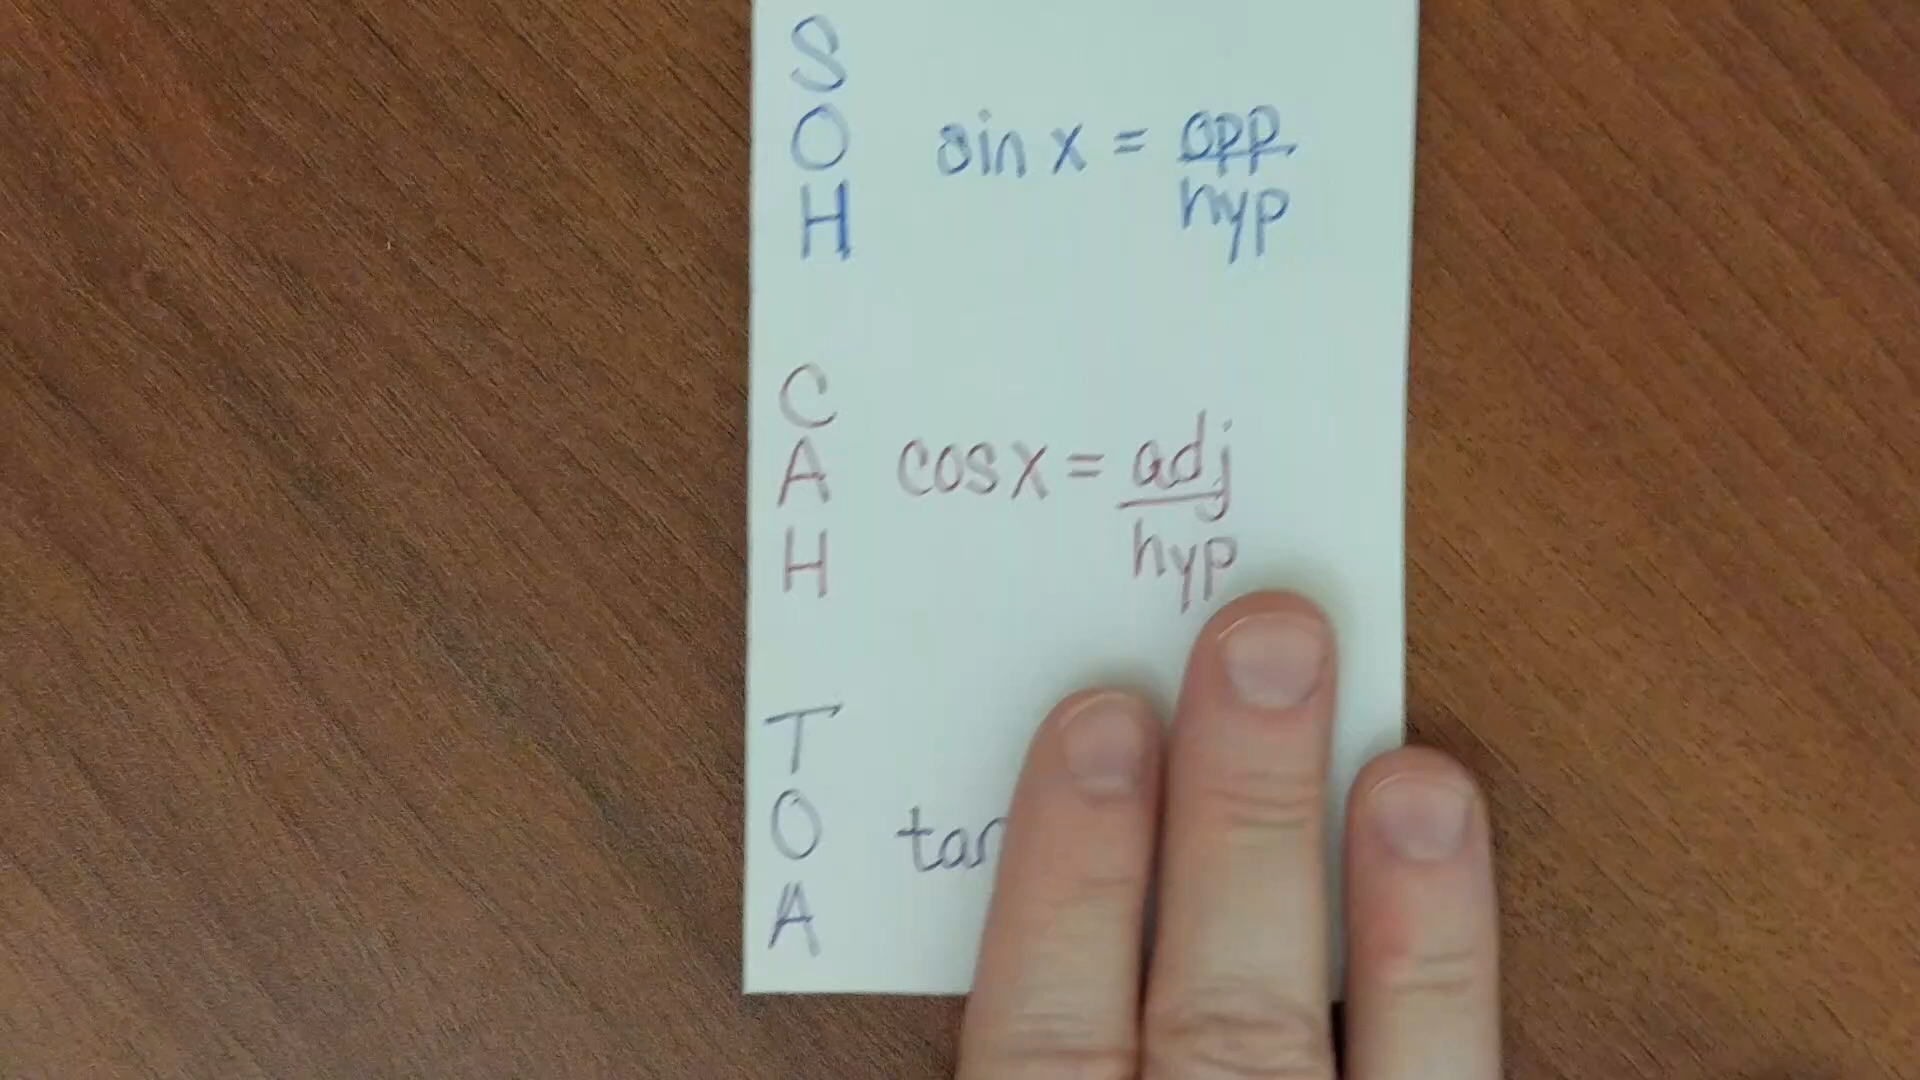 S
O
H
sin x = opp
hyp
C
A
H
cos x = adj
hyp
T
O
A
tan